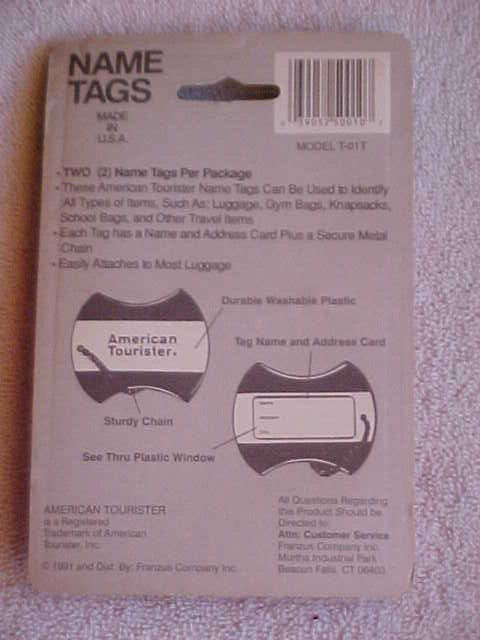 NAME
TAGS
MADE
IN
U.S.A.
MODEL T-01T
• TWO (2) Name Tags Per Package
• These American Tourister Name Tags Can Be Used to Identify
All Types of Items, Such As: Luggage, Gym Bags, Knapsacks,
School Bags, and Other Travel Items
• Each Tag has a Name and Address Card Plus a Secure Metal
Chain
• Easily Attaches to Most Luggage
Durable Washable Plastic
American
Tourister.
Tag Name and Address Card
Sturdy Chain
See Thru Plastic Window
AMERICAN TOURISTER
is a Registered
Trademark of American
Tourister, Inc.
© 1991 and Dist. By: Franzus Company Inc.
All Questions Regarding
this Product Should be
Directed to:
Attn: Customer Service
Franzus Company Inc.
Murtha Industrial Park
Beacon Falls, CT 06403